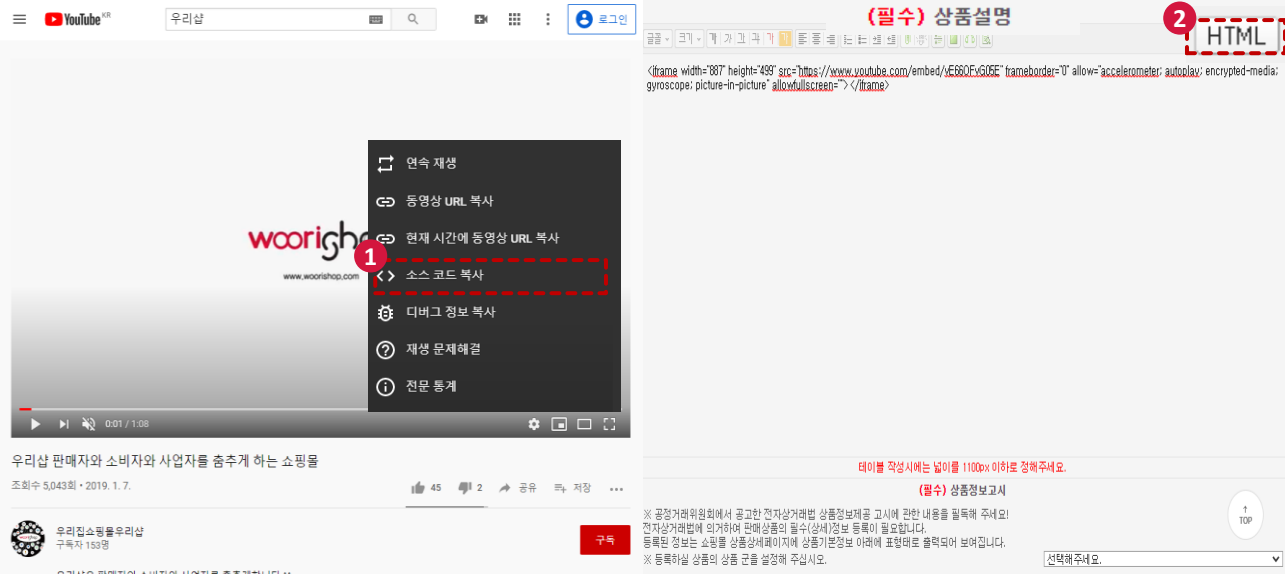 YouTube KR
우리샵
로그인
woorishop
www.woorishop.com
연속 재생
동영상 URL 복사
현재 시간에 동영상 URL 복사
1
소스 코드 복사
디버그 정보 복사
재생 문제해결
전문 통계
0:01 / 1:08
우리샵 판매자와 소비자와 사업자를 춤추게 하는 쇼핑몰
조회수 5,043회 • 2019. 1. 7.
45
2
공유
저장
우리집쇼핑몰우리샵
구독자 153명
구독
(필수) 상품설명
2
HTML
글꼴
크기
가 가 가 가 가 가
<iframe width="887" height="499" src="https://www.youtube.com/embed/vE66OFvG05E" frameborder="0" allow="accelerometer; autoplay; encrypted-media;
gyroscope; picture-in-picture" allowfullscreen=""></iframe>
테이블 작성시에는 넓이를 1100px 이하로 정해주세요.
(필수) 상품정보고시
※ 공정거래위원회에서 공고한 전자상거래법 상품정보제공 고시에 관한 내용을 필독해 주세요!
전자상거래법에 의거하여 판매상품의 필수(상세)정보 등록이 필요합니다.
등록된 정보는 쇼핑몰 상품상세페이지에 상품기본정보 아래에 표형태로 출력되어 보여집니다.
※ 등록하실 상품의 상품 군을 설정해 주십시오.
선택해주세요.
↑
TOP